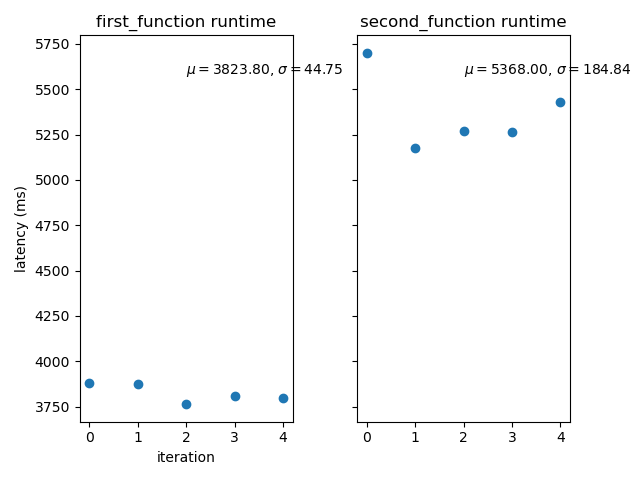 first_function runtime
second_function runtime
μ = 3823.80, σ = 44.75
μ = 5368.00, σ = 184.84
5750
5500
5250
5000
4750
4500
4250
4000
3750
latency (ms)
0 1 2 3 4
0 1 2 3 4
iteration